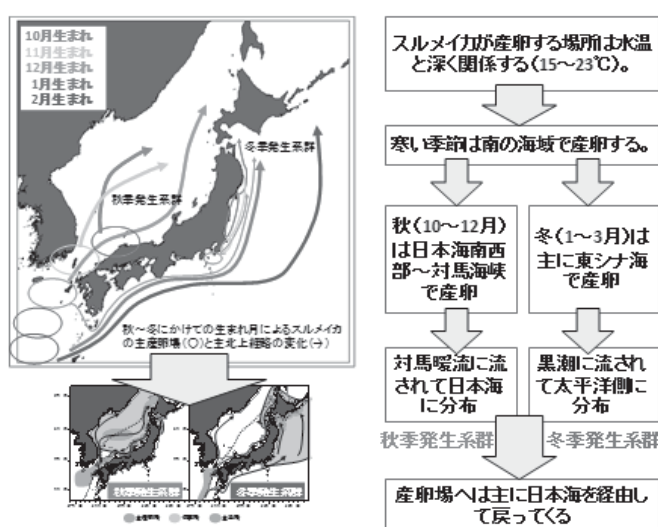 10月生まれ
11月生まれ
12月生まれ
1月生まれ
2月生まれ
冬季発生系群
秋季発生系群
秋~冬にかけての生まれ月によるスルメイカ
の主産卵場(○)と主北上経路の変化(→)
秋季発生系群
冬季発生系群
スルメイカが産卵する場所は水温
と深く関係する(15~23℃)。
寒い季節は南の海域で産卵する。
秋(10~12月)
は日本海南西
部~対馬海峡
で産卵
冬(1~3月)は
主に東シナ海
で産卵
対馬暖流に流
されて日本海
に分布
黒潮に流され
て太平洋側に
分布
秋季発生系群
冬季発生系群
産卵場へは主に日本海を経由し
て戻ってくる